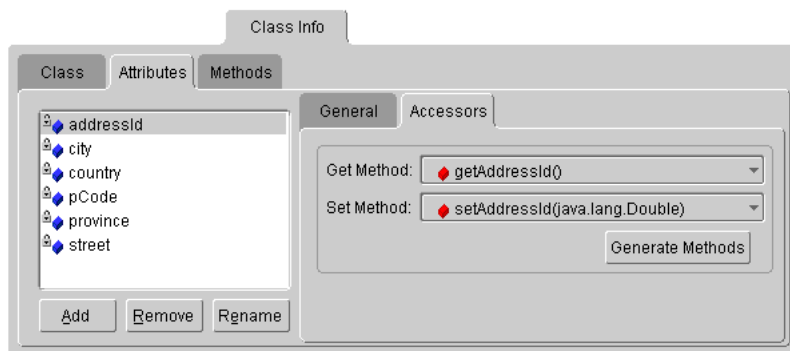 Class Info
Class Attributes Methods
addressId
city
country
pCode
province
street
Add Remove Rename
General Accessors
Get Method: getAddressId()
Set Method: setAddressId(java.lang.Double)
Generate Methods